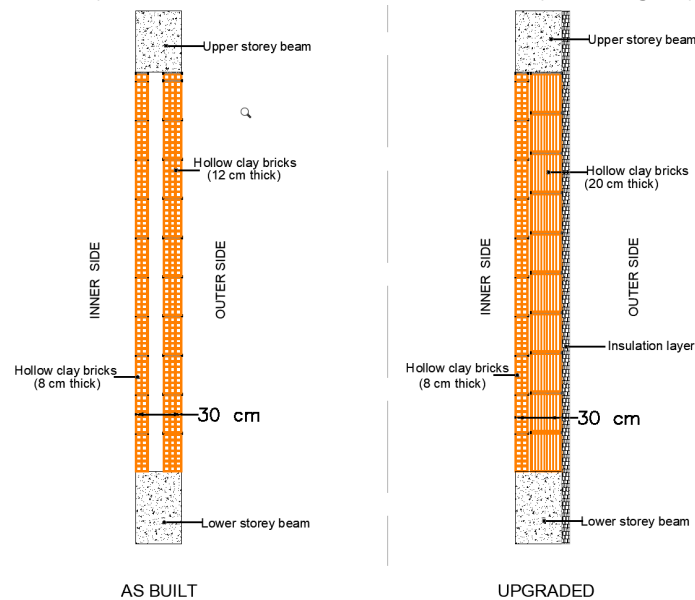 Upper storey beam
Hollow clay bricks
(12 cm thick)
INNER SIDE
OUTER SIDE
Hollow clay bricks
(8 cm thick)
30 cm
Lower storey beam
AS BUILT
Upper storey beam
Hollow clay bricks
(20 cm thick)
INNER SIDE
OUTER SIDE
Insulation layer
Hollow clay bricks
(8 cm thick)
30 cm
Lower storey beam
UPGRADED